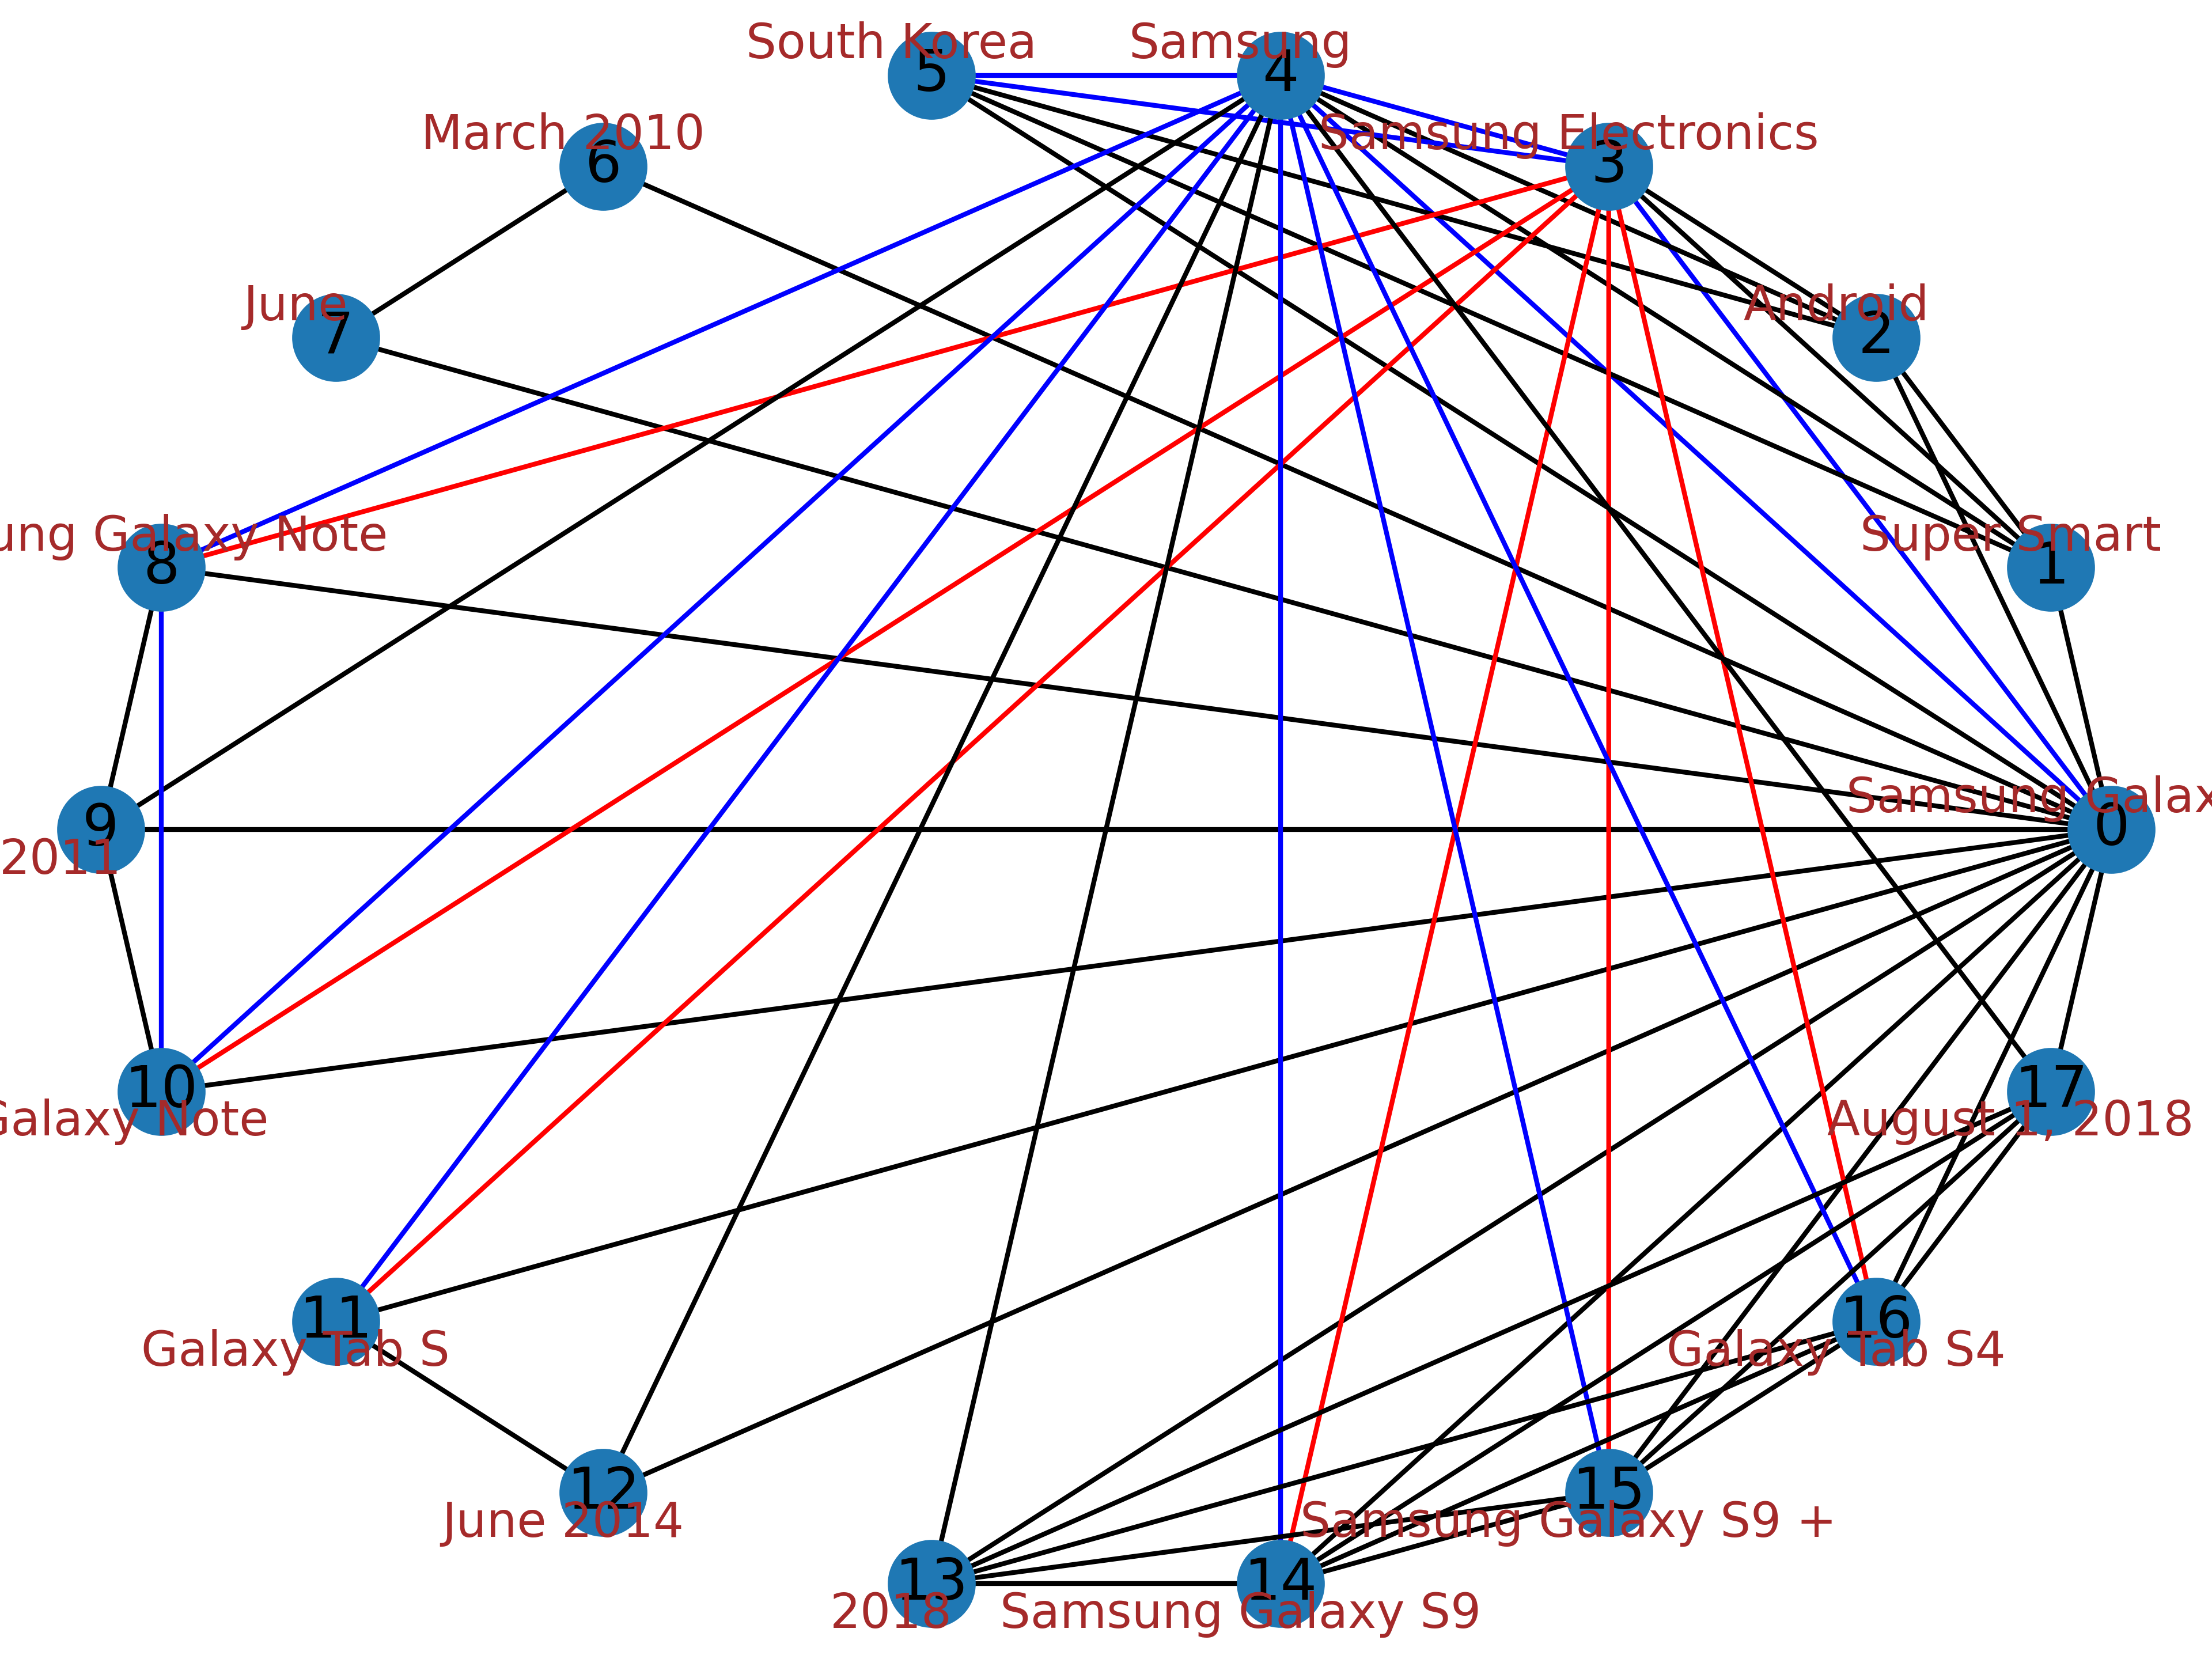 South Korea
Samsung
5
4
March 2010
Samsung Electronics
6
3
June
Android
7
2
ung Galaxy Note
Super Smart
8
1
Samsung Galax
9
0
2011
10
17
Galaxy Note
August 1, 2018
11
16
Galaxy Tab S
Galaxy Tab S4
12
15
June 2014
Samsung Galaxy S9 +
13
14
2018
Samsung Galaxy S9